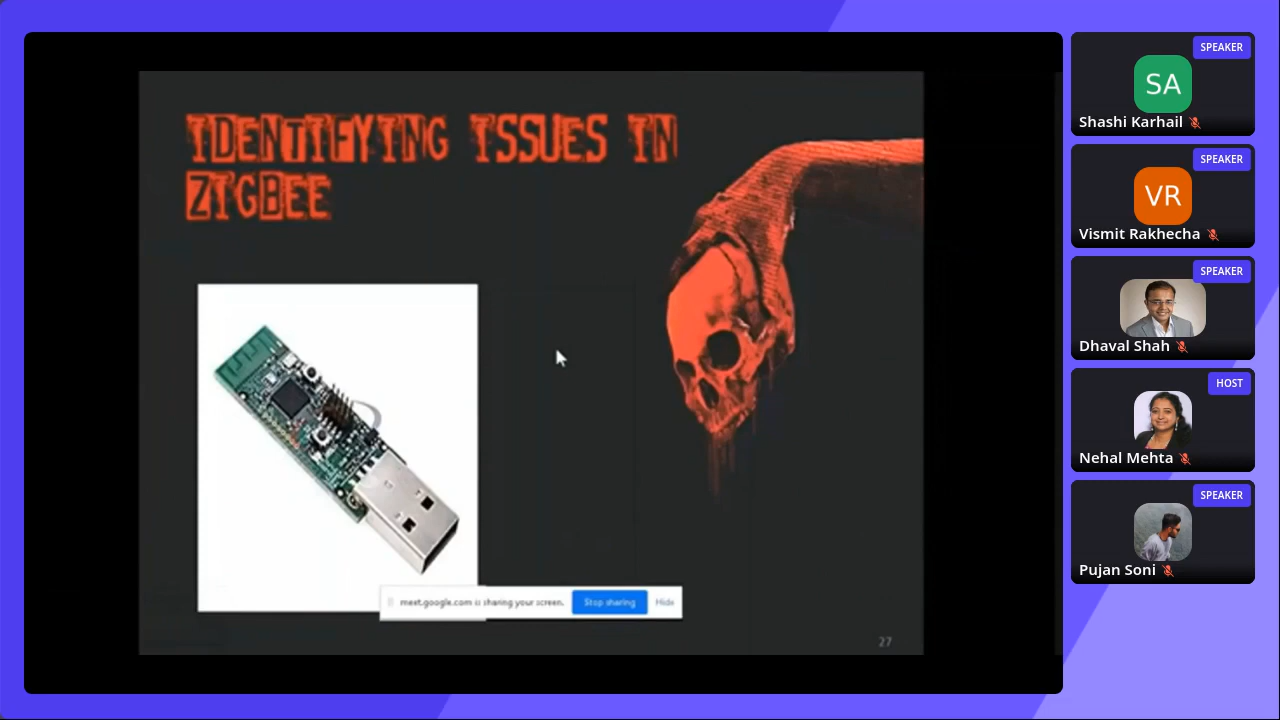 IDENTIFYING ISSUES IN
ZIGBEE
meet.google.com is sharing your screen.
Stop sharing
Hide
27
SPEAKER
SA
Shashi Karhail
SPEAKER
VR
Vismit Rakhecha
SPEAKER
Dhaval Shah
HOST
Nehal Mehta
SPEAKER
Pujan Soni